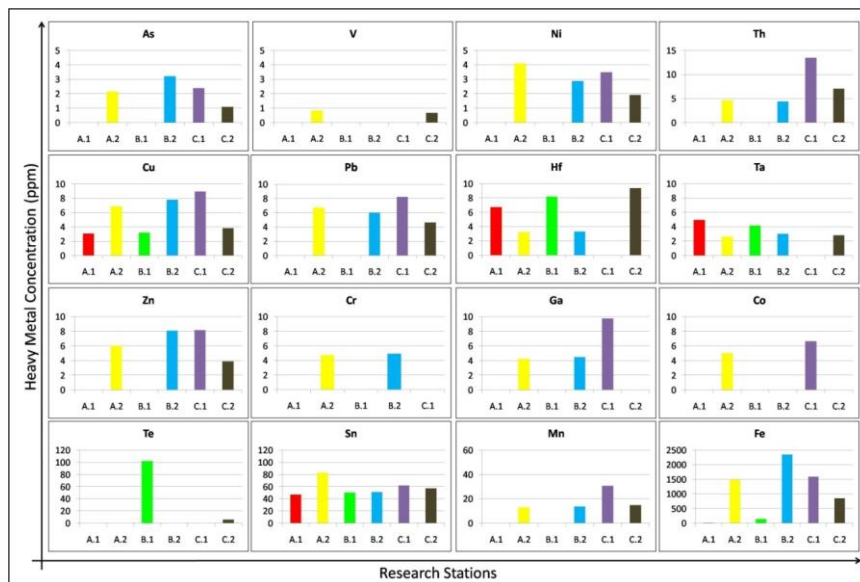 Heavy Metal Concentration (ppm)
As
5
4
3
2
1
0
A.1 A.2 B.1 B.2 C.1 C.2
V
5
4
3
2
1
0
A.1 A.2 B.1 B.2 C.1 C.2
Ni
5
4
3
2
1
0
A.1 A.2 B.1 B.2 C.1 C.2
Th
15
10
5
0
A.1 A.2 B.1 B.2 C.1 C.2
Cu
10
8
6
4
2
0
A.1 A.2 B.1 B.2 C.1 C.2
Pb
10
8
6
4
2
0
A.1 A.2 B.1 B.2 C.1 C.2
Hf
10
8
6
4
2
0
A.1 A.2 B.1 B.2 C.1 C.2
Ta
10
8
6
4
2
0
A.1 A.2 B.1 B.2 C.1 C.2
Zn
10
8
6
4
2
0
A.1 A.2 B.1 B.2 C.1 C.2
Cr
10
8
6
4
2
0
A.1 A.2 B.1 B.2 C.1
Ga
10
8
6
4
2
0
A.1 A.2 B.1 B.2 C.1 C.2
Co
10
8
6
4
2
0
A.1 A.2 B.1 B.2 C.1 C.2
Te
120
100
80
60
40
20
0
A.1 A.2 B.1 B.2 C.1 C.2
Sn
120
100
80
60
40
20
0
A.1 A.2 B.1 B.2 C.1 C.2
Mn
60
40
20
0
A.1 A.2 B.1 B.2 C.1 C.2
Fe
2500
2000
1500
1000
500
0
A.1 A.2 B.1 B.2 C.1 C.2
Research Stations